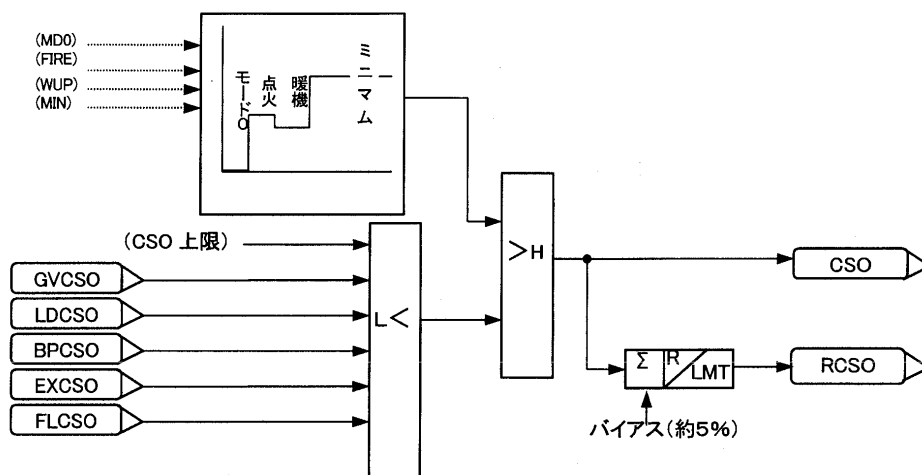 (MD0)
(FIRE)
(WUP)
(MIN)
モード0
点火
暖機
ミニマム
(CSO 上限)
GVCSO
LDCSO
BPCSO
EXCSO
FLCSO
L<
>H
CSO
Σ
R
LMT
RCSO
バイアス(約5%)